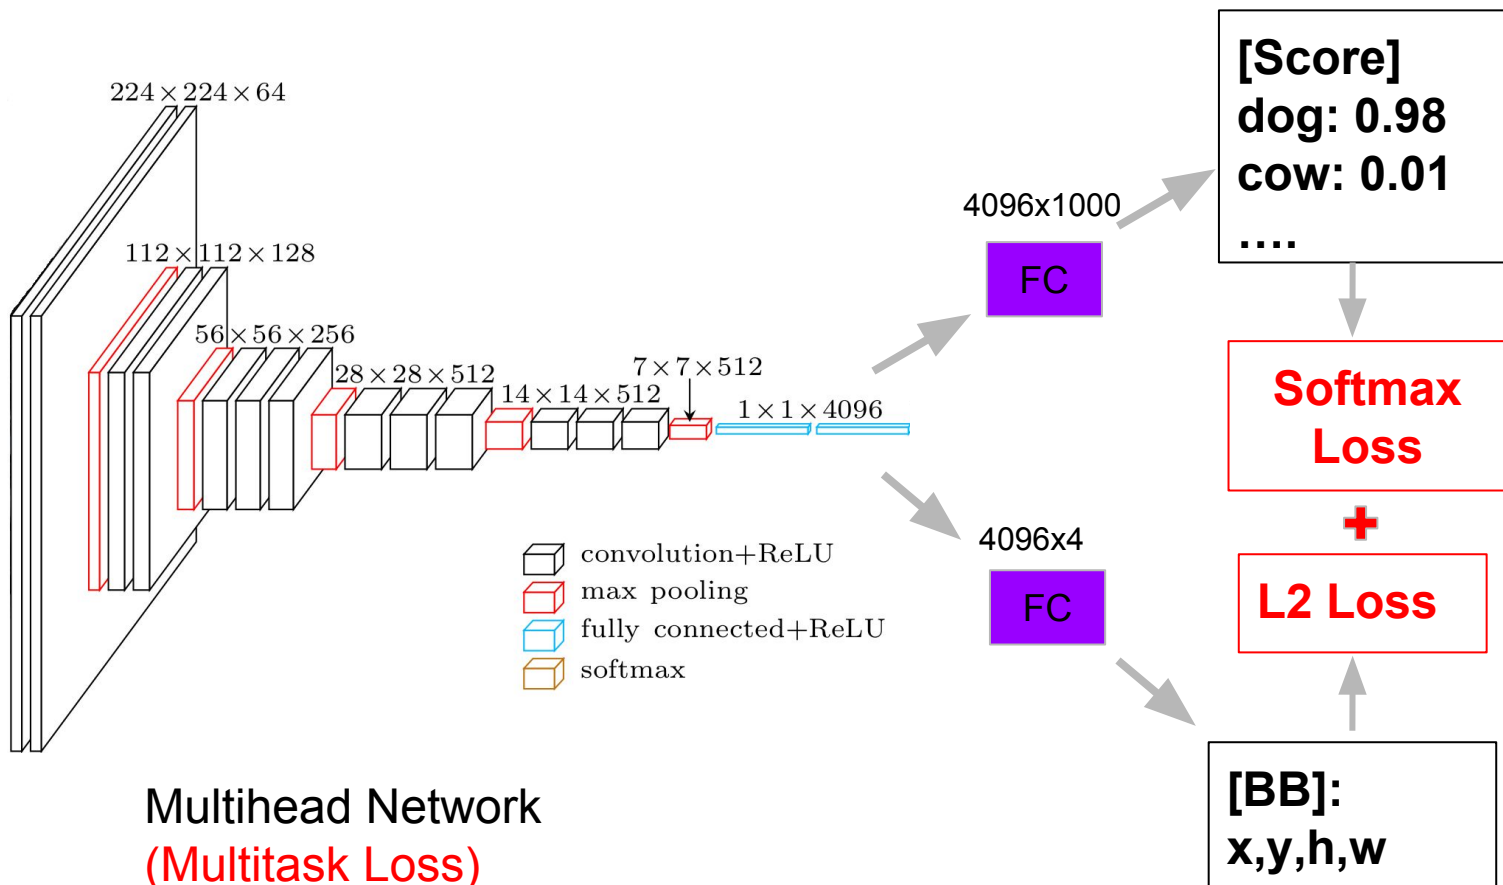 224×224×64
112×112×128
56×56×256
28×28×512
14×14×512
7×7×512
1×1×4096
convolution+ReLU
max pooling
fully connected+ReLU
softmax
4096x1000
FC
4096x4
FC
[Score]
dog: 0.98
cow: 0.01
....
Softmax
Loss
+
L2 Loss
[BB]:
x,y,h,w
Multihead Network
(Multitask Loss)